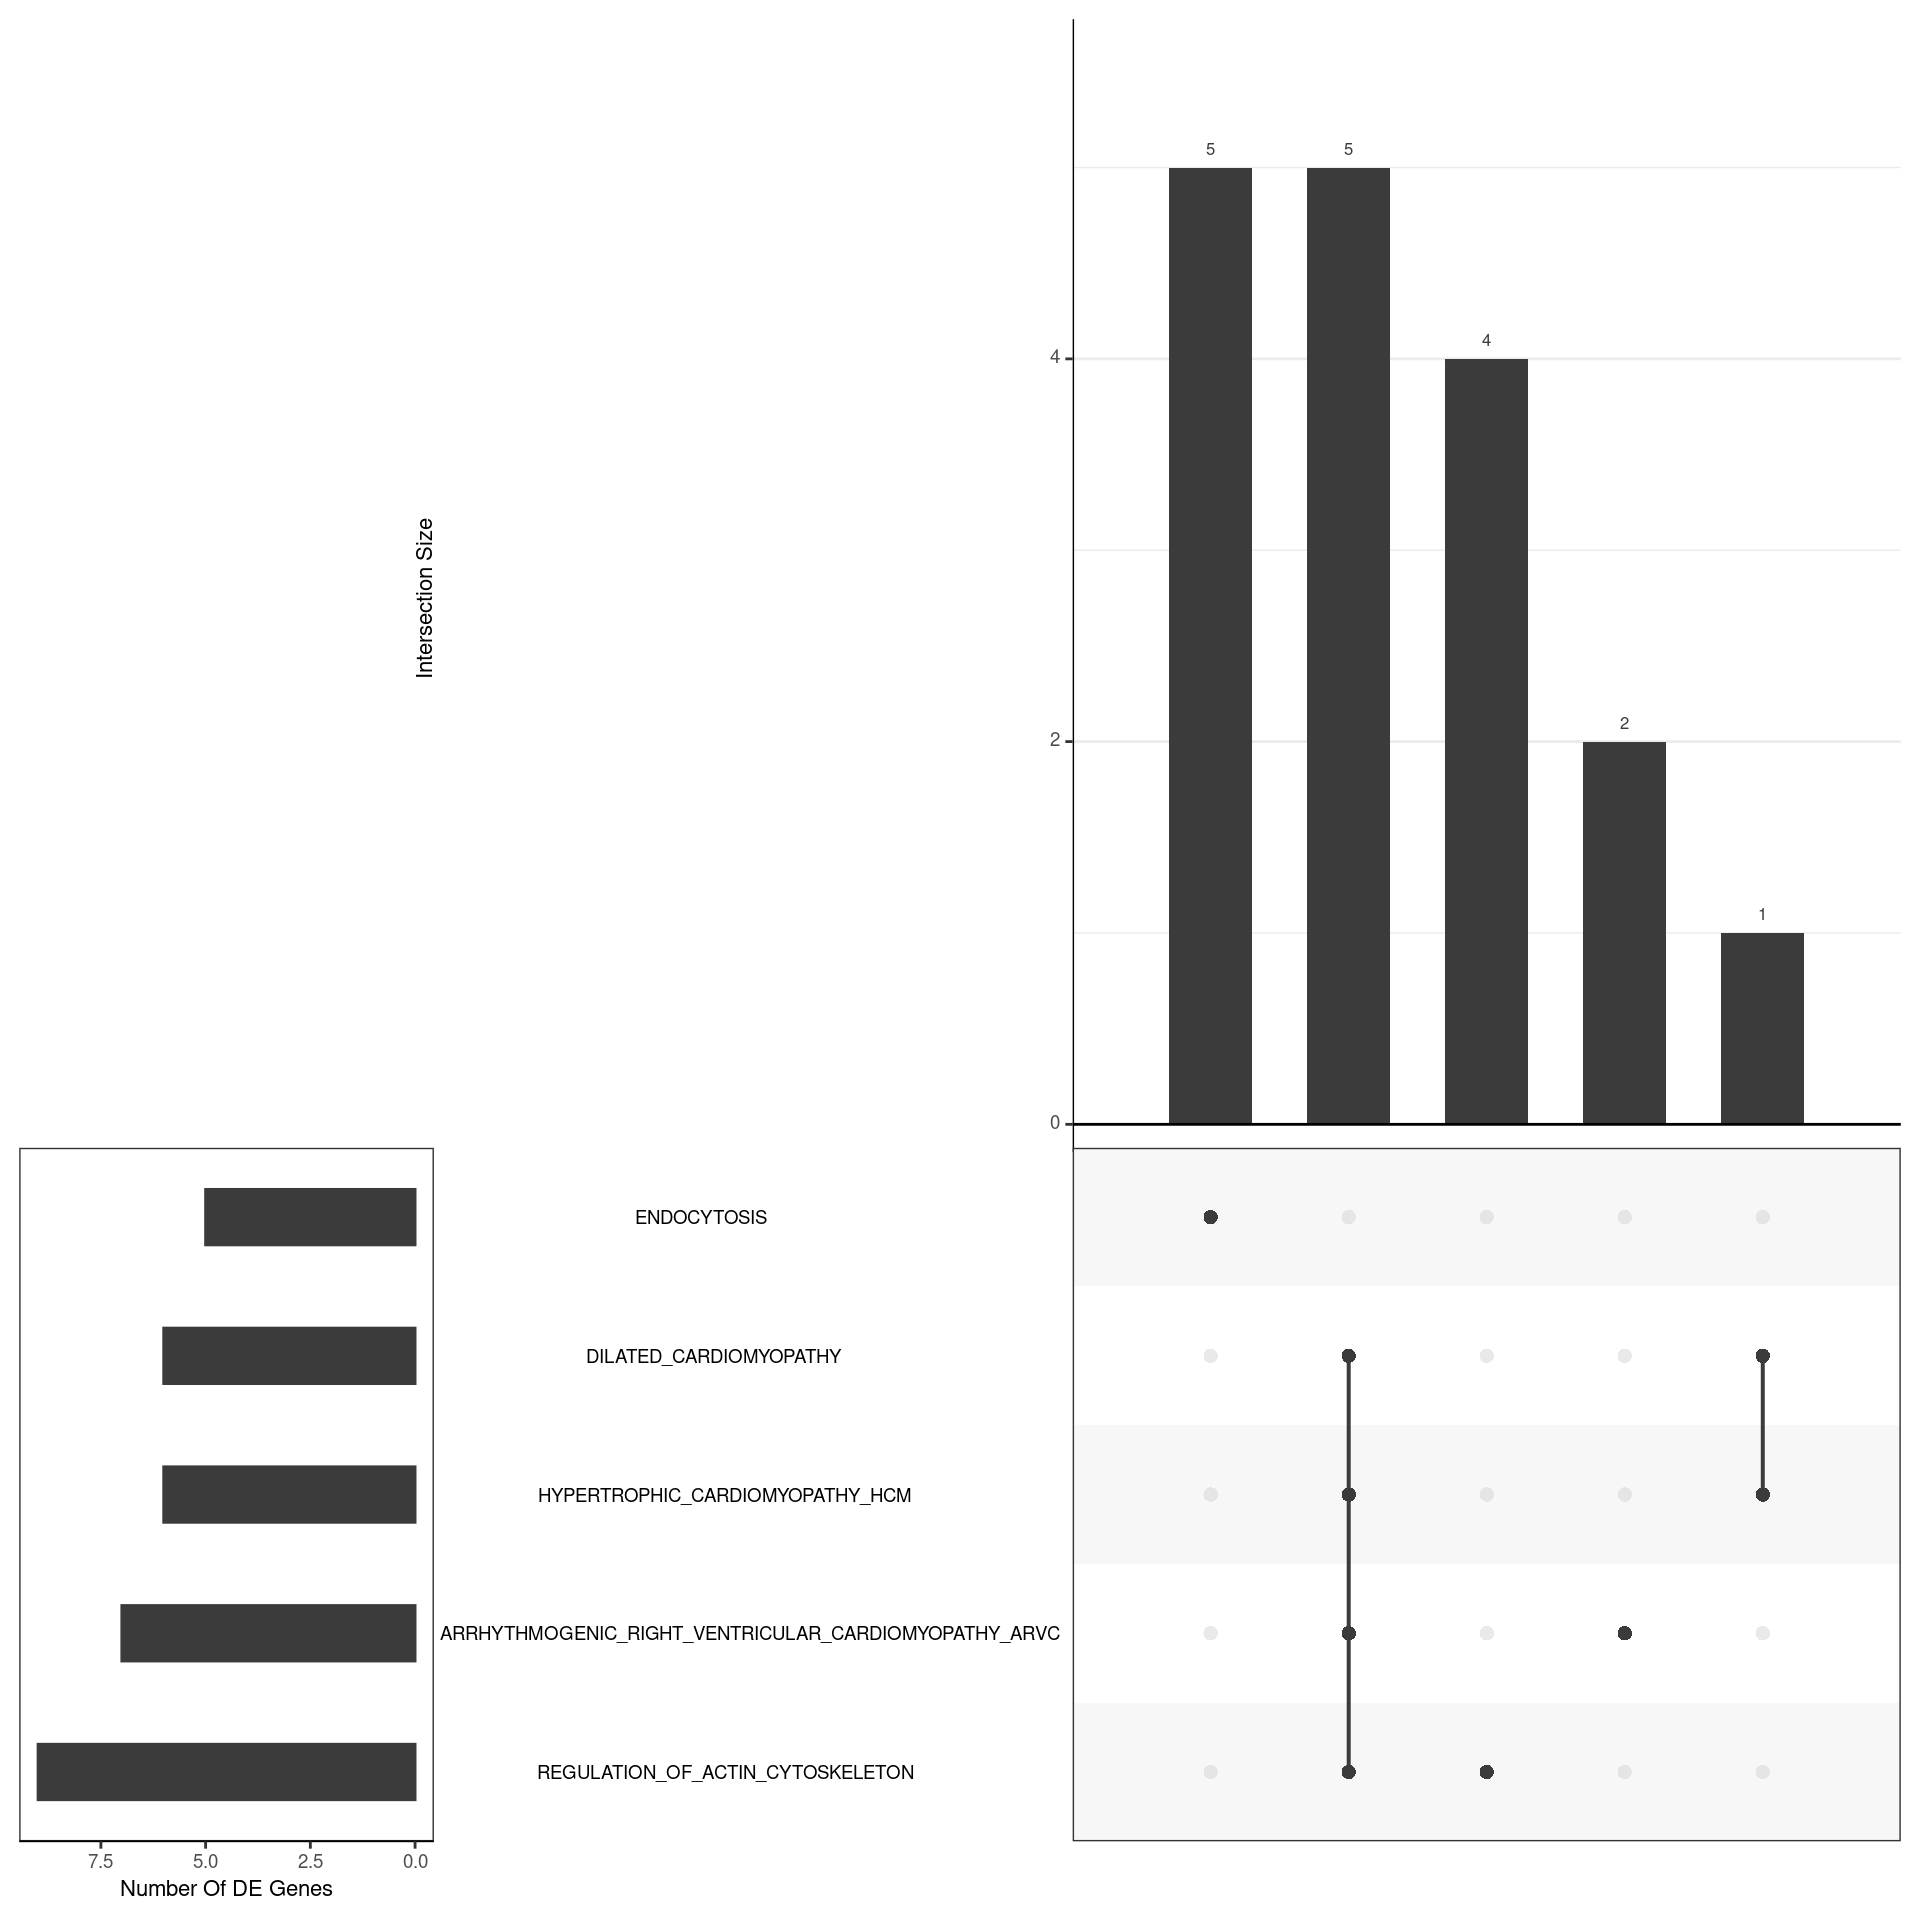 5
5
4
2
1
Intersection Size
4
2
0
ENDOCYTOSIS
DILATED_CARDIOMYOPATHY
HYPERTROPHIC_CARDIOMYOPATHY_HCM
ARRHYTHMOGENIC_RIGHT_VENTRICULAR_CARDIOMYOPATHY_ARVC
REGULATION_OF_ACTIN_CYTOSKELETON
7.5 5.0 2.5 0.0
Number Of DE Genes